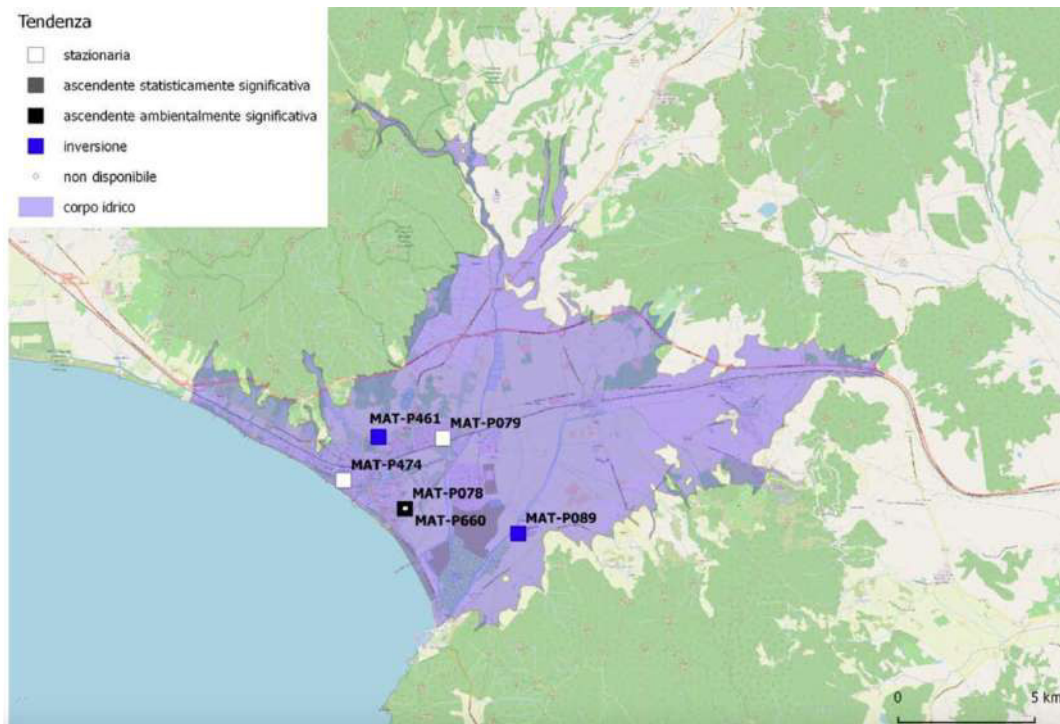 Tendenza
stazionaria
ascendente statisticamente significativa
ascendente ambientalmente significativa
inversione
non disponibile
corpo idrico
MAT-P461
MAT-P079
MAT-P474
MAT-P078
MAT-P660
MAT-P089
0
5 km